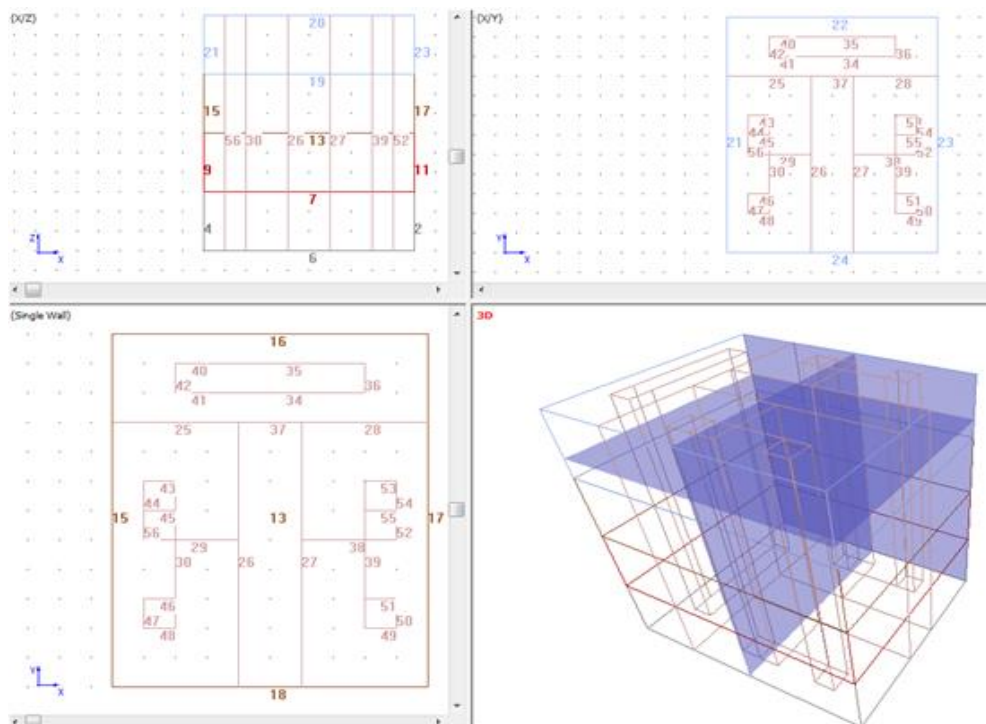 (X/Z)
20
21 23
19
15 17
56 30 26 13 27 39 52
9 11
7
4 2
6
Z
X
(X/Y)
22
40 35
42 36
41 34
25 37 28
43 53
44 54
21 45 55 23
56 52
29 38
30 26 27 39
46 51
47 50
48 49
24
Y
X
(Single Wall)
16
40 35
42 36
41 34
25 37 28
43 53
44 54
15 45 13 55 17
56 52
29 38
30 26 27 39
46 51
47 50
48 49
18
Y
X
3D